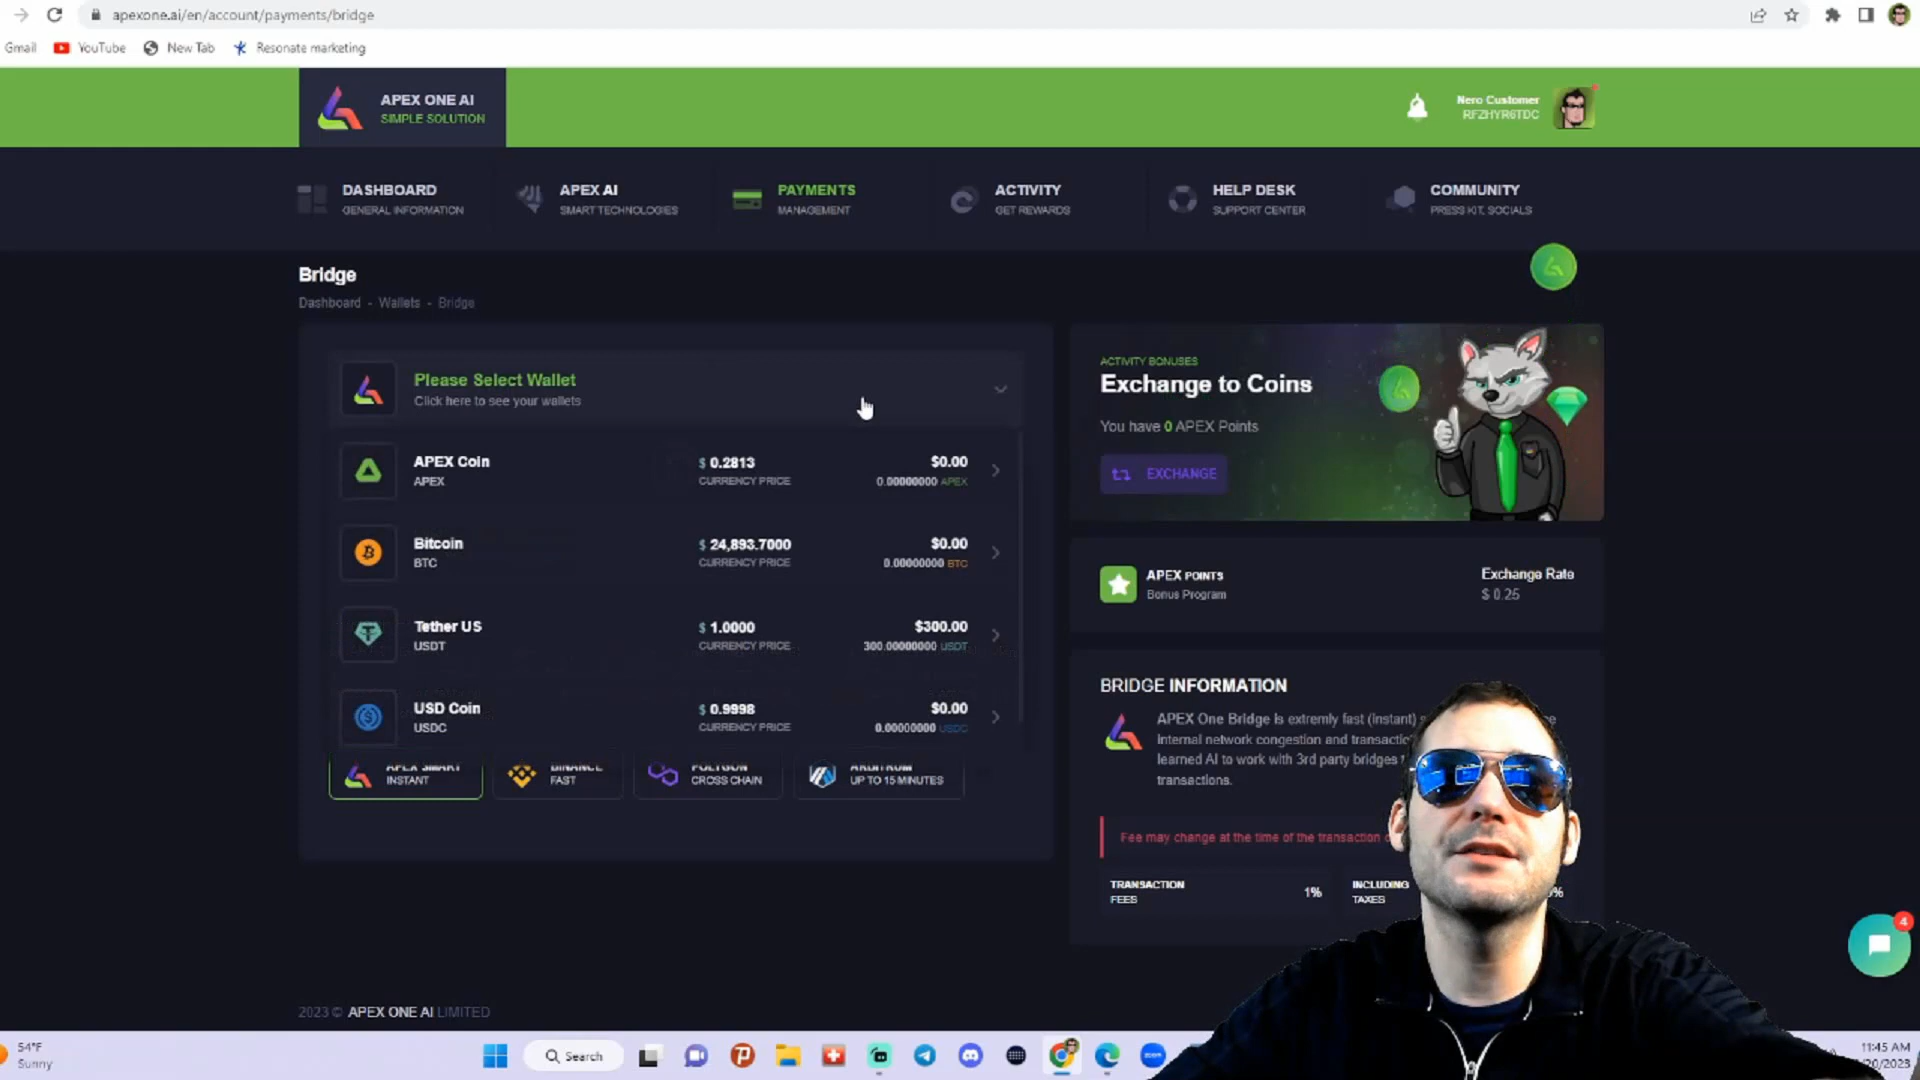 apexone.ai/en/account/payments/bridge
Gmail YouTube New Tab Resonate marketing
APEX ONE AI
SIMPLE SOLUTION
Nero Customer
RFZHYR6TDC
DASHBOARD
GENERAL INFORMATION
APEX AI
SMART TECHNOLOGIES
PAYMENTS
MANAGEMENT
ACTIVITY
GET REWARDS
HELP DESK
SUPPORT CENTER
COMMUNITY
PRESS KIT, SOCIALS
Bridge
Dashboard - Wallets - Bridge
Please Select Wallet
Click here to see your wallets
APEX Coin
APEX
$ 0.2813
CURRENCY PRICE
$0.00
0.00000000 APEX
Bitcoin
BTC
$ 24,893.7000
CURRENCY PRICE
$0.00
0.00000000 BTC
Tether US
USDT
$ 1.0000
CURRENCY PRICE
$300.00
300.00000000 USDT
USD Coin
USDC
$ 0.9998
CURRENCY PRICE
$0.00
0.00000000 USDC
APEX SMART
INSTANT
BINANCE
FAST
POLYGON
CROSS CHAIN
ARBITRUM
UP TO 15 MINUTES
ACTIVITY BONUSES
Exchange to Coins
You have 0 APEX Points
EXCHANGE
APEX POINTS
Bonus Program
Exchange Rate
$ 0.25
BRIDGE INFORMATION
APEX One Bridge is extremly fast (instant)
internal network congestion and
learned AI to work with 3rd party bridges
transactions.
Fee may change at the time of the transaction
TRANSACTION
FEES
1%
INCLUDING
TAXES
%
4
2023 © APEX ONE AI LIMITED
54°F
Sunny
Search
zoom
11:45 AM
/20/2023